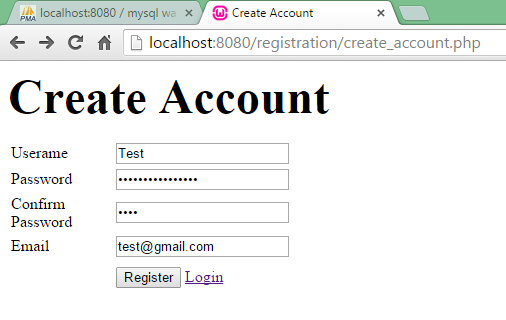 localhost:8080 / mysql wa
Create Account
localhost:8080/registration/create_account.php
Create Account
Userame Test
Password ••••••••••••••••
Confirm
Password ••••
Email test@gmail.com
Register Login